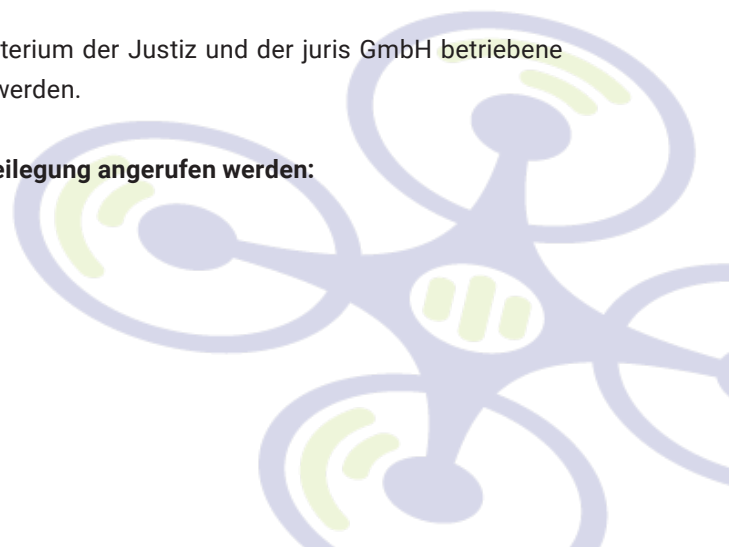 terium der Justiz und der juris GmbH betriebene
werden.
eilegung angerufen werden: